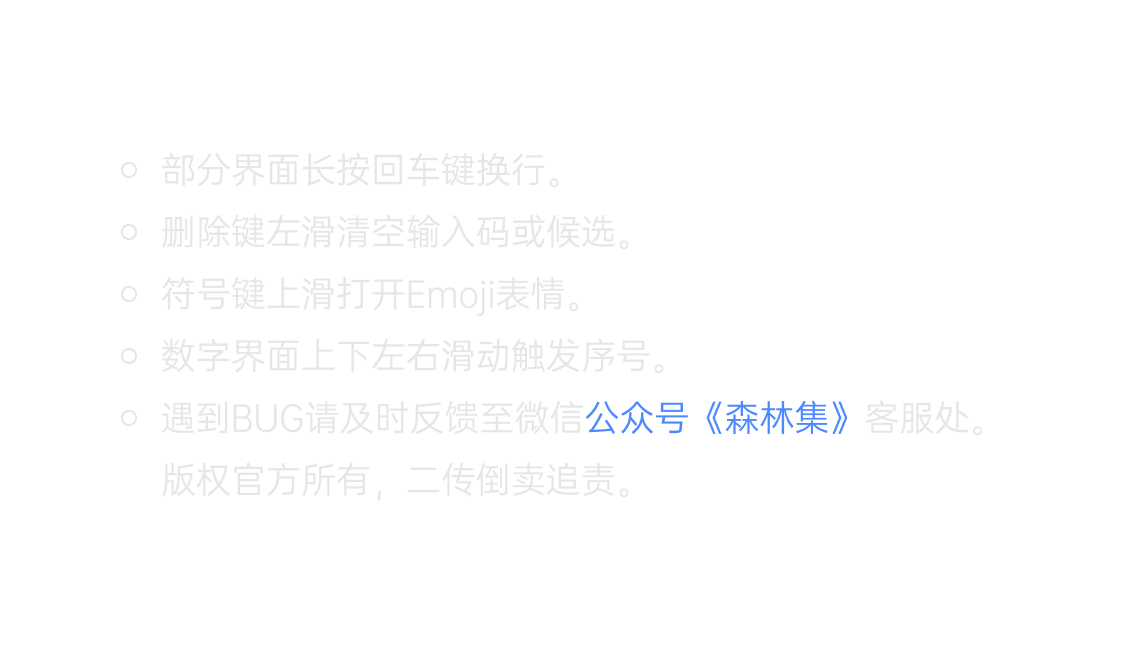 部分界面长按回车键换行。
删除键左滑清空输入码或候选。
符号键上滑打开Emoji表情。
数字界面上下左右滑动触发序号。
遇到BUG请及时反馈至微信公众号《森林集》客服处。
版权官方所有，二传倒卖追责。